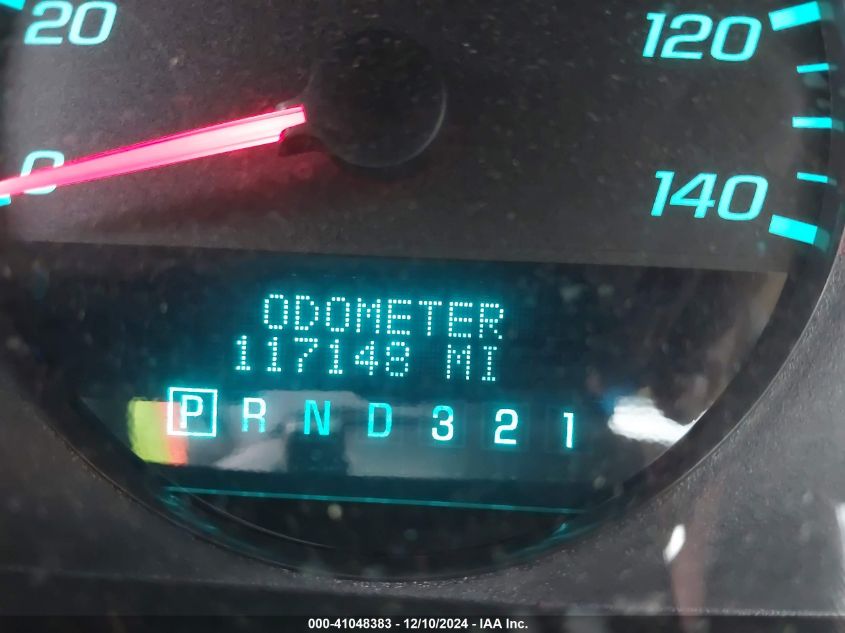 20 120
0 140
ODOMETER
117148 MI
P R N D 3 2 1
000-41048383 - 12/10/2024 - IAA Inc.